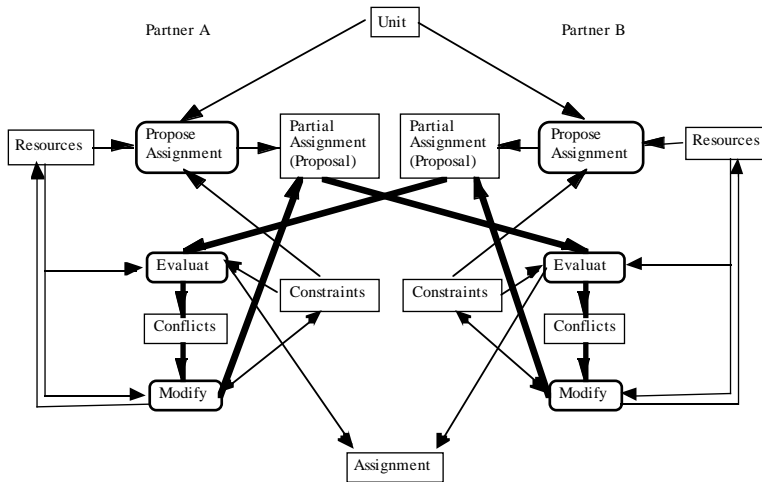 Unit
Partner A
Partner B
Resources
Propose
Assignment
Partial
Assignment
(Proposal)
Partial
Assignment
(Proposal)
Propose
Assignment
Resources
Evaluat
Constraints
Constraints
Evaluat
Conflicts
Conflicts
Modify
Modify
Assignment